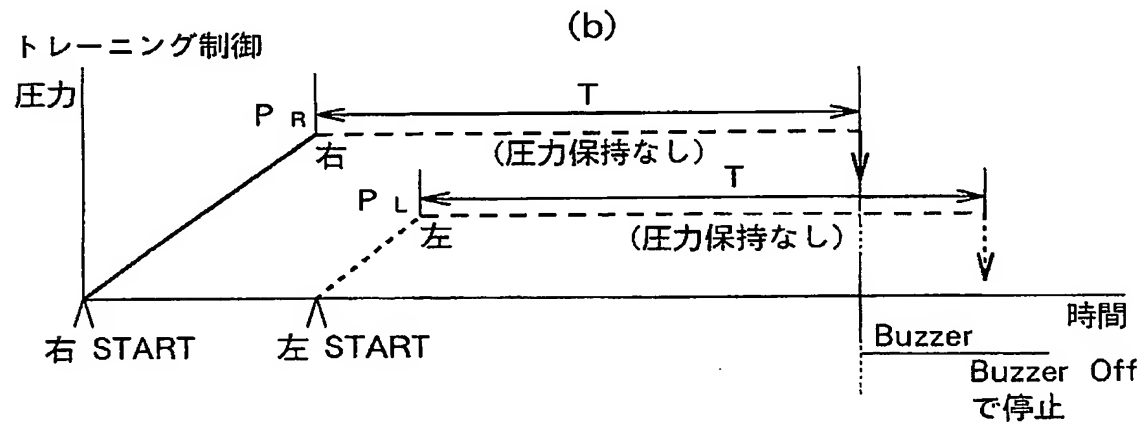 (b)
トレーニング制御
圧力
T
P R
右
(圧力保持なし)
T
P L
左
(圧力保持なし)
時間
右 START
左 START
Buzzer
Buzzer Off
で停止